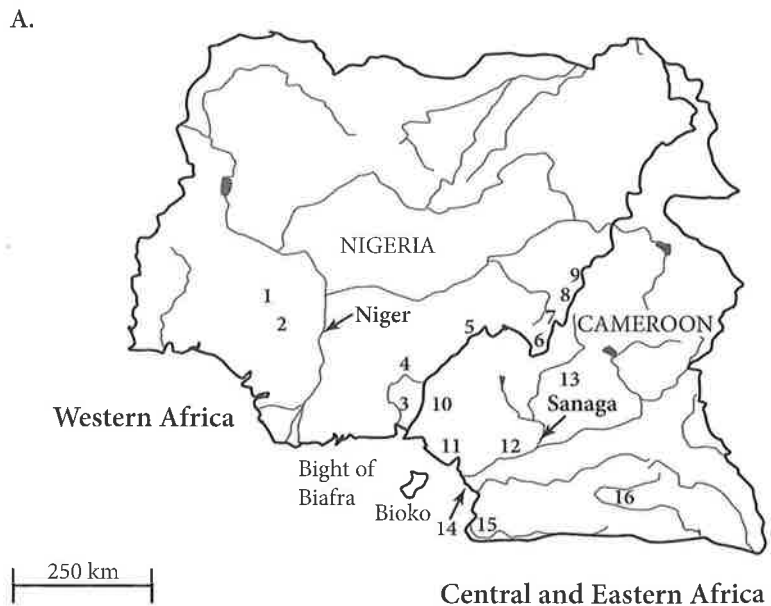 A.
NIGERIA
9
8
1
2
Niger
7
6
5
CAMEROON
4
13
3
10
Sanaga
Western Africa
11
12
Bight of
Biafra
Bioko
14
15
16
250 km
Central and Eastern Africa